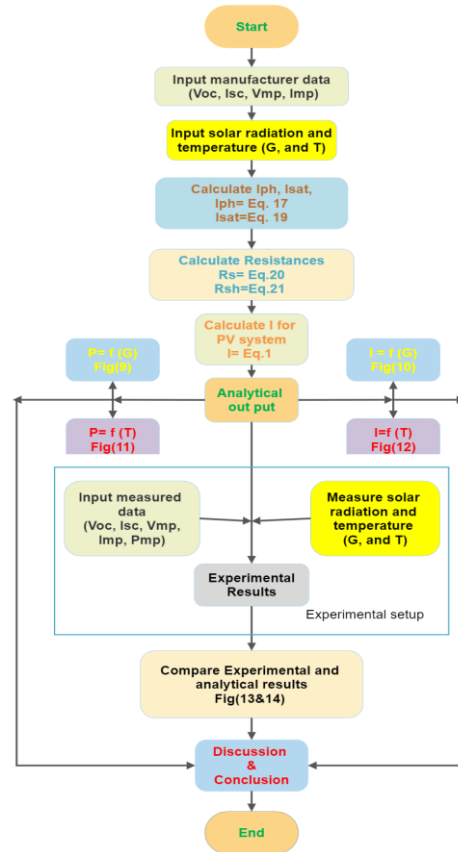 Start
Input manufacturer data
(Voc, Isc, Vmp, Imp)
Input solar radiation and
temperature (G, and T)
Calculate Iph, Isat,
Iph= Eq. 17
Isat=Eq. 19
Calculate Resistances
Rs= Eq.20
Rsh=Eq.21
Calculate I for
PV system
I= Eq.1
P= f (G)
Fig(9)
I = f (G)
Fig(10)
Analytical
out put
P= f (T)
Fig(11)
I=f (T)
Fig(12)
Input measured
data
(Voc, Isc, Vmp,
Imp, Pmp)
Measure solar
radiation and
temperature
(G, and T)
Experimental
Results
Experimental setup
Compare Experimental and
analytical results
Fig(13&14)
Discussion
&
Conclusion
End